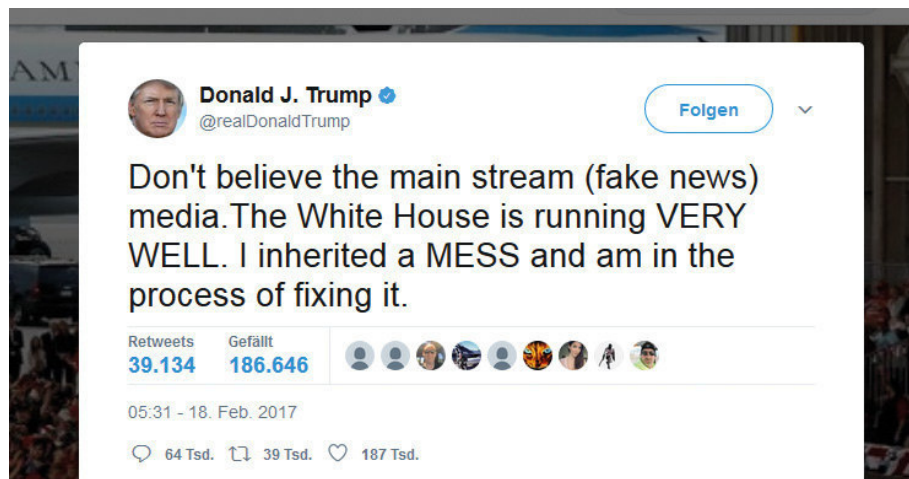 AM
Donald J. Trump
@realDonaldTrump
Folgen
Don't believe the main stream (fake news)
media.The White House is running VERY
WELL. I inherited a MESS and am in the
process of fixing it.
Retweets Gefällt
39.134 186.646
05:31 - 18. Feb. 2017
64 Tsd. 39 Tsd. 187 Tsd.